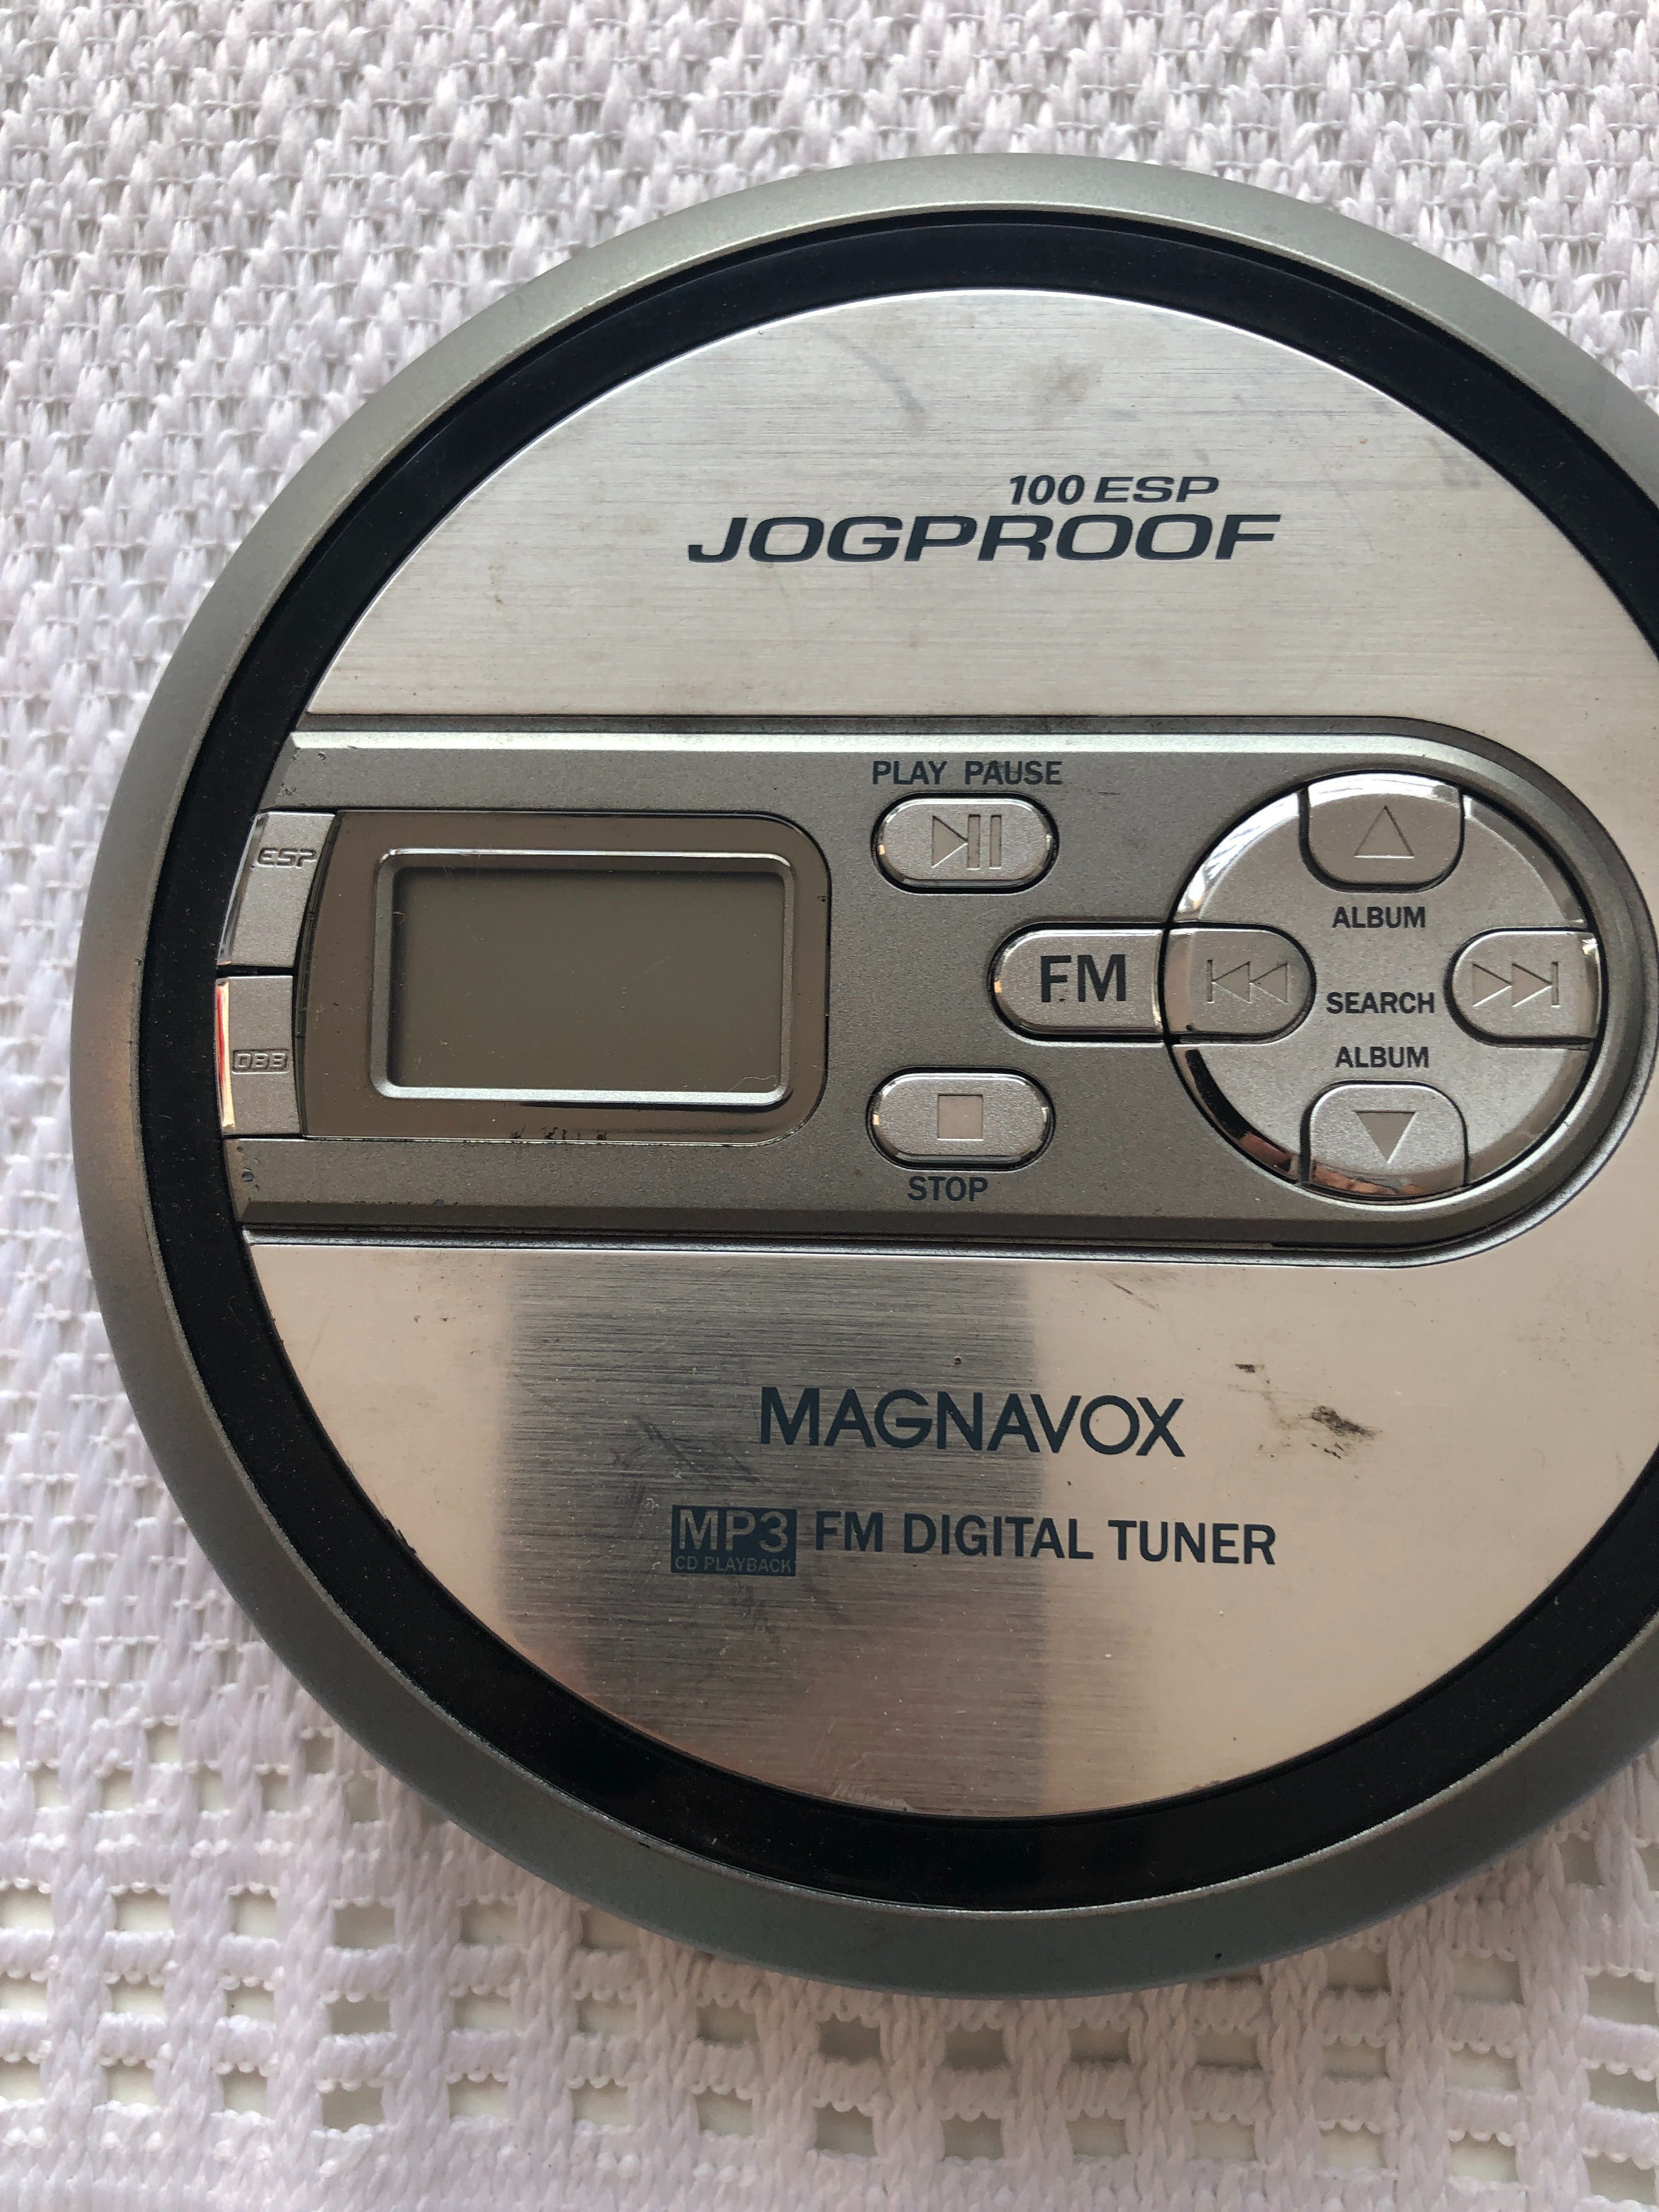 100 ESP
JOGPROOF
PLAY PAUSE
ESP
ALBUM
FM
SEARCH
DBB
ALBUM
STOP
MAGNAVOX
MP3 FM DIGITAL TUNER
CD PLAYBACK